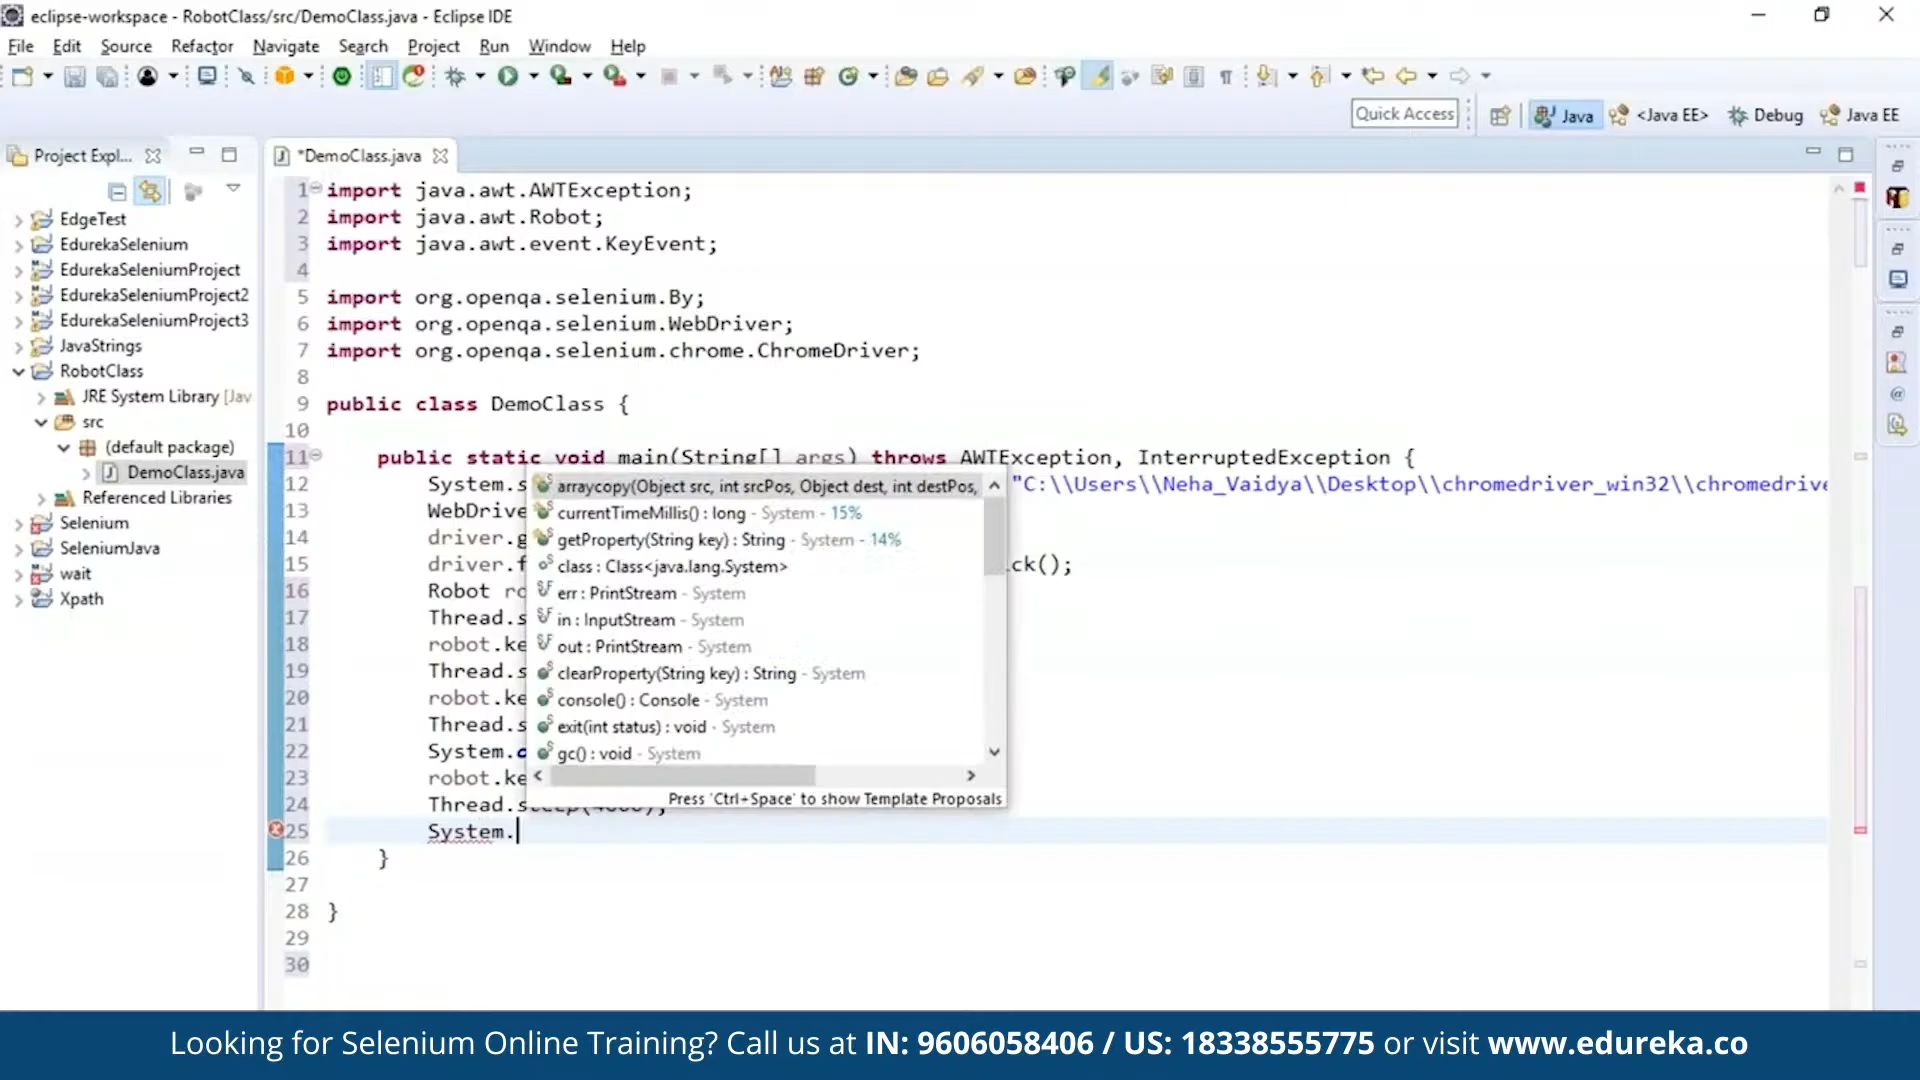 eclipse-workspace - RobotClass/src/DemoClass.java - Eclipse IDE
File Edit Source Refactor Navigate Search Project Run Window Help
Quick Access
Java
<Java EE>
Debug
Java EE
Project Expl...
*DemoClass.java
EdgeTest
EdurekaSelenium
EdurekaSeleniumProject
EdurekaSeleniumProject2
EdurekaSeleniumProject3
JavaStrings
RobotClass
JRE System Library [Jav
src
(default package)
DemoClass.java
Referenced Libraries
Selenium
SeleniumJava
wait
Xpath
1 import java.awt.AWTException;
2 import java.awt.Robot;
3 import java.awt.event.KeyEvent;
4
5 import org.openqa.selenium.By;
6 import org.openqa.selenium.WebDriver;
7 import org.openqa.selenium.chrome.ChromeDriver;
8
9 public class DemoClass {
10
11 public static void main(String[] args) throws AWTException, InterruptedException {
12 System.s "C:\\Users\\Neha_Vaidya\\Desktop\\chromedriver_win32\\chromedrive
13 WebDrive
14 driver.g
15 driver.f ck();
16 Robot ro
17 Thread.s
18 robot.ke
19 Thread.s
20 robot.ke
21 Thread.s
22 System.o
23 robot.ke
24 Thread.sleep(4000);
25 System.
26 }
27
28 }
29
30
arraycopy(Object src, int srcPos, Object dest, int destPos,
currentTimeMillis() : long - System - 15%
getProperty(String key) : String - System - 14%
class : Class<java.lang.System>
err : PrintStream - System
in : InputStream - System
out : PrintStream - System
clearProperty(String key) : String - System
console() : Console - System
exit(int status) : void - System
gc() : void - System
Press 'Ctrl+Space' to show Template Proposals
Looking for Selenium Online Training? Call us at IN: 9606058406 / US: 18338555775 or visit www.edureka.co